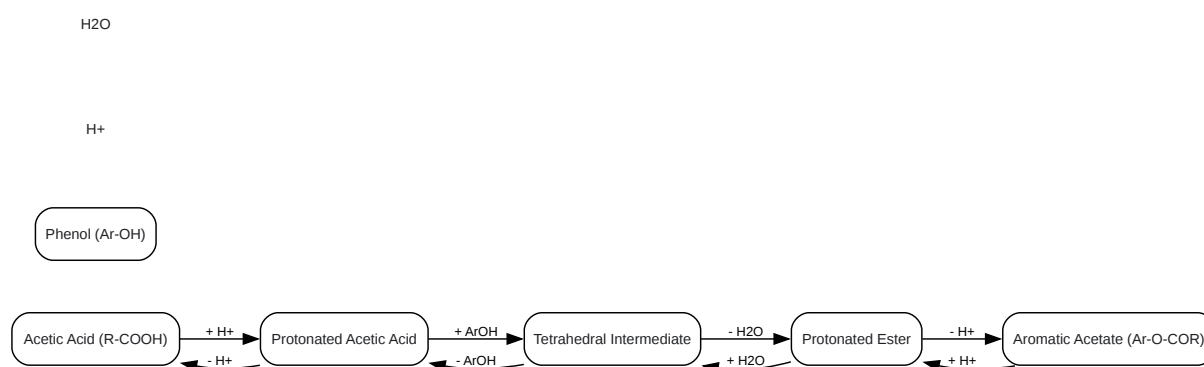 H2O
H+
Phenol (Ar-OH)
Acetic Acid (R-COOH)
+ H+
Protonated Acetic Acid
+ ArOH
Tetrahedral Intermediate
- H2O
Protonated Ester
- H+
Aromatic Acetate (Ar-O-COR)
- H+
- ArOH
+ H2O
+ H+